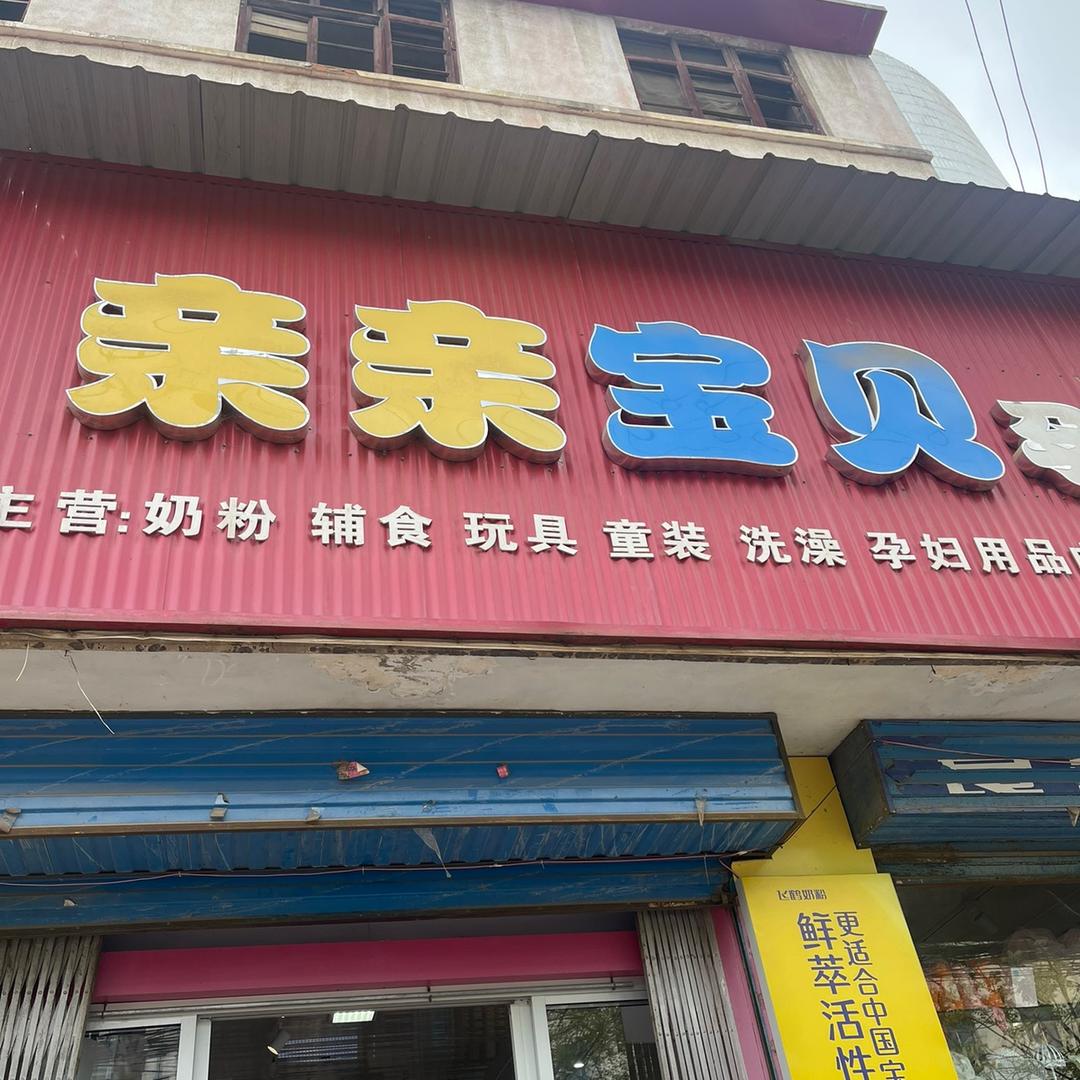 亲亲宝贝
主营:奶粉 辅食 玩具 童装 洗澡 孕妇用品
飞鹤奶粉
更适合中国宝
鲜萃活性